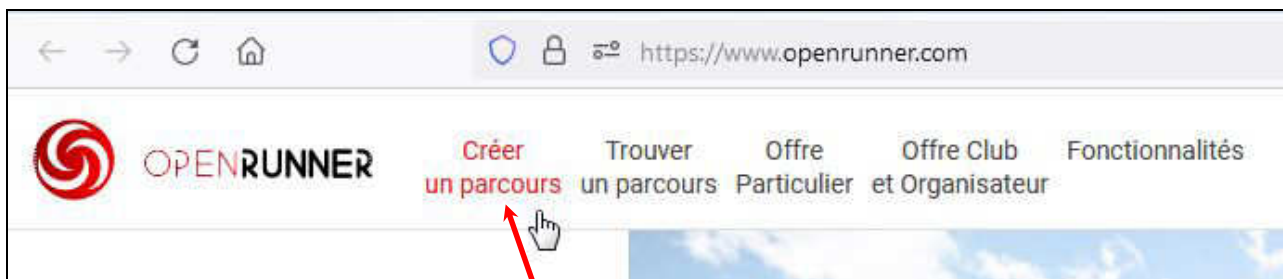 https://www.openrunner.com
OPENRUNNER
Créer
un parcours
Trouver
un parcours
Offre
Particulier
Offre Club
et Organisateur
Fonctionnalités